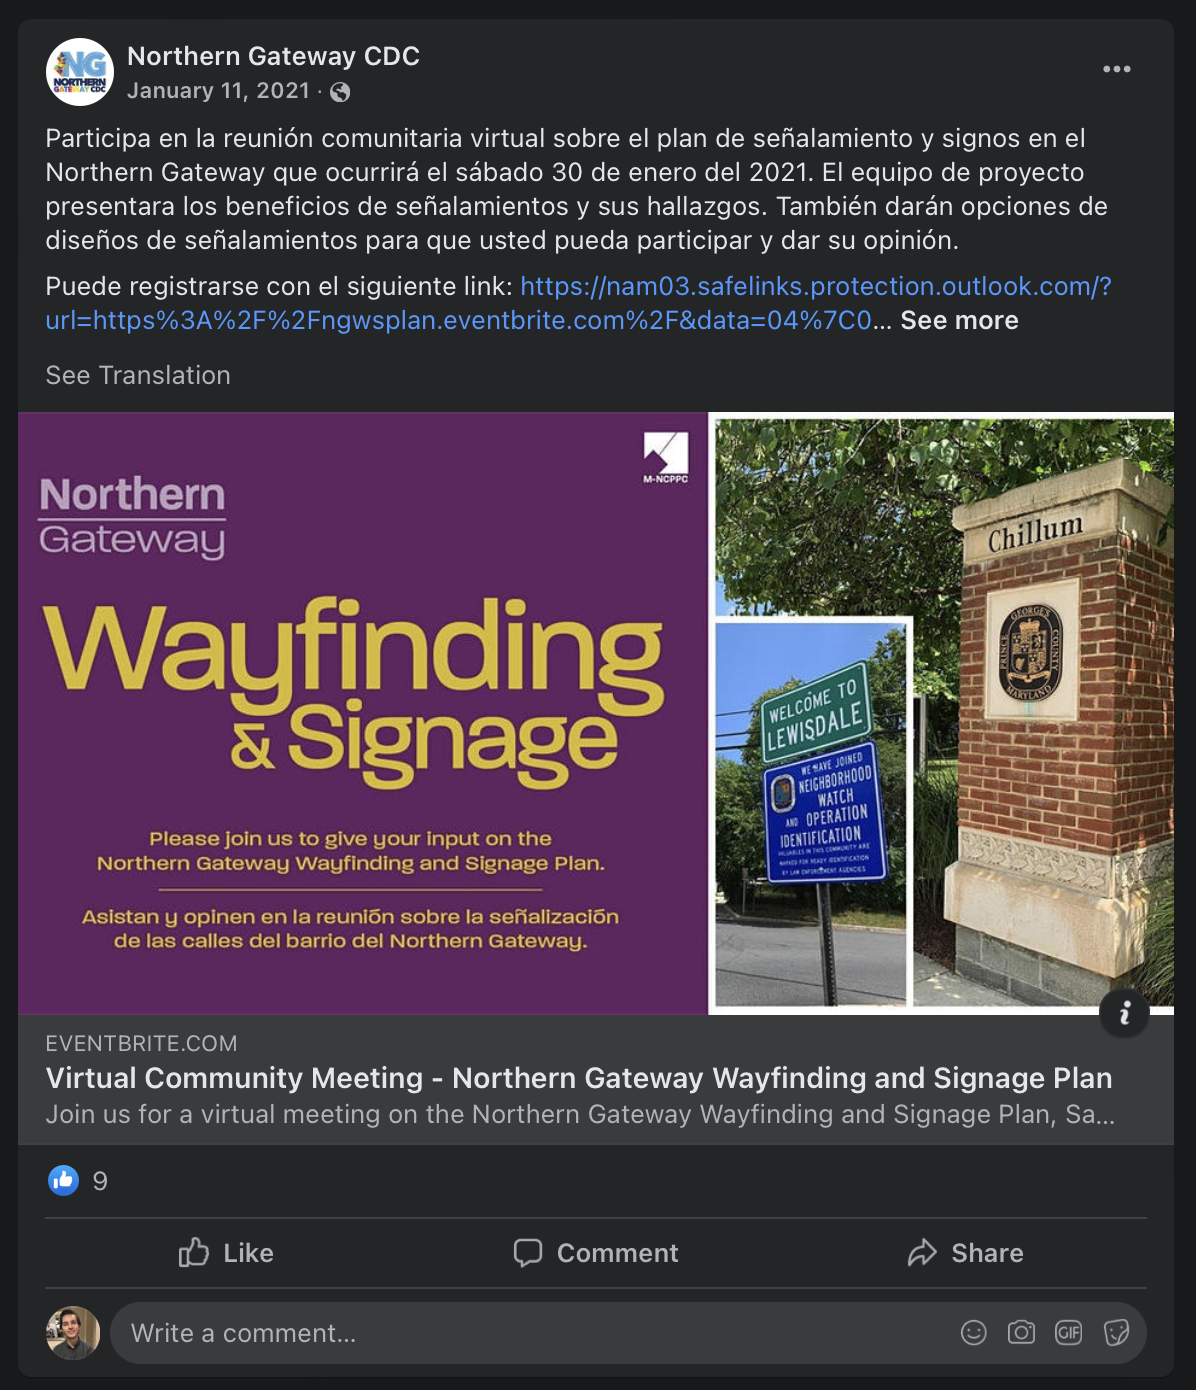 NG
NORTHERN
GATEWAY CDC
Northern Gateway CDC
January 11, 2021 ·
Participa en la reunión comunitaria virtual sobre el plan de señalamiento y signos en el
Northern Gateway que ocurrirá el sábado 30 de enero del 2021. El equipo de proyecto
presentara los beneficios de señalamientos y sus hallazgos. También darán opciones de
diseños de señalamientos para que usted pueda participar y dar su opinión.
Puede registrarse con el siguiente link: https://nam03.safelinks.protection.outlook.com/?
url=https%3A%2F%2Fngwsplan.eventbrite.com%2F&data=04%7C0... See more
See Translation
M-NCPPC
Northern
Gateway
Wayfinding
& Signage
Please join us to give your input on the
Northern Gateway Wayfinding and Signage Plan.
Asistan y opinen en la reunión sobre la señalización
de las calles del barrio del Northern Gateway.
Chillum
PRINCE GEORGE'S COUNTY
MARYLAND
WELCOME TO
LEWISDALE
WE HAVE JOINED
NEIGHBORHOOD
WATCH
AND OPERATION
IDENTIFICATION
VALUABLES IN THIS COMMUNITY ARE
MARKED FOR READY IDENTIFICATION
BY LAW ENFORCEMENT AGENCIES
EVENTBRITE.COM
Virtual Community Meeting - Northern Gateway Wayfinding and Signage Plan
Join us for a virtual meeting on the Northern Gateway Wayfinding and Signage Plan, Sa...
9
Like
Comment
Share
Write a comment...
GIF